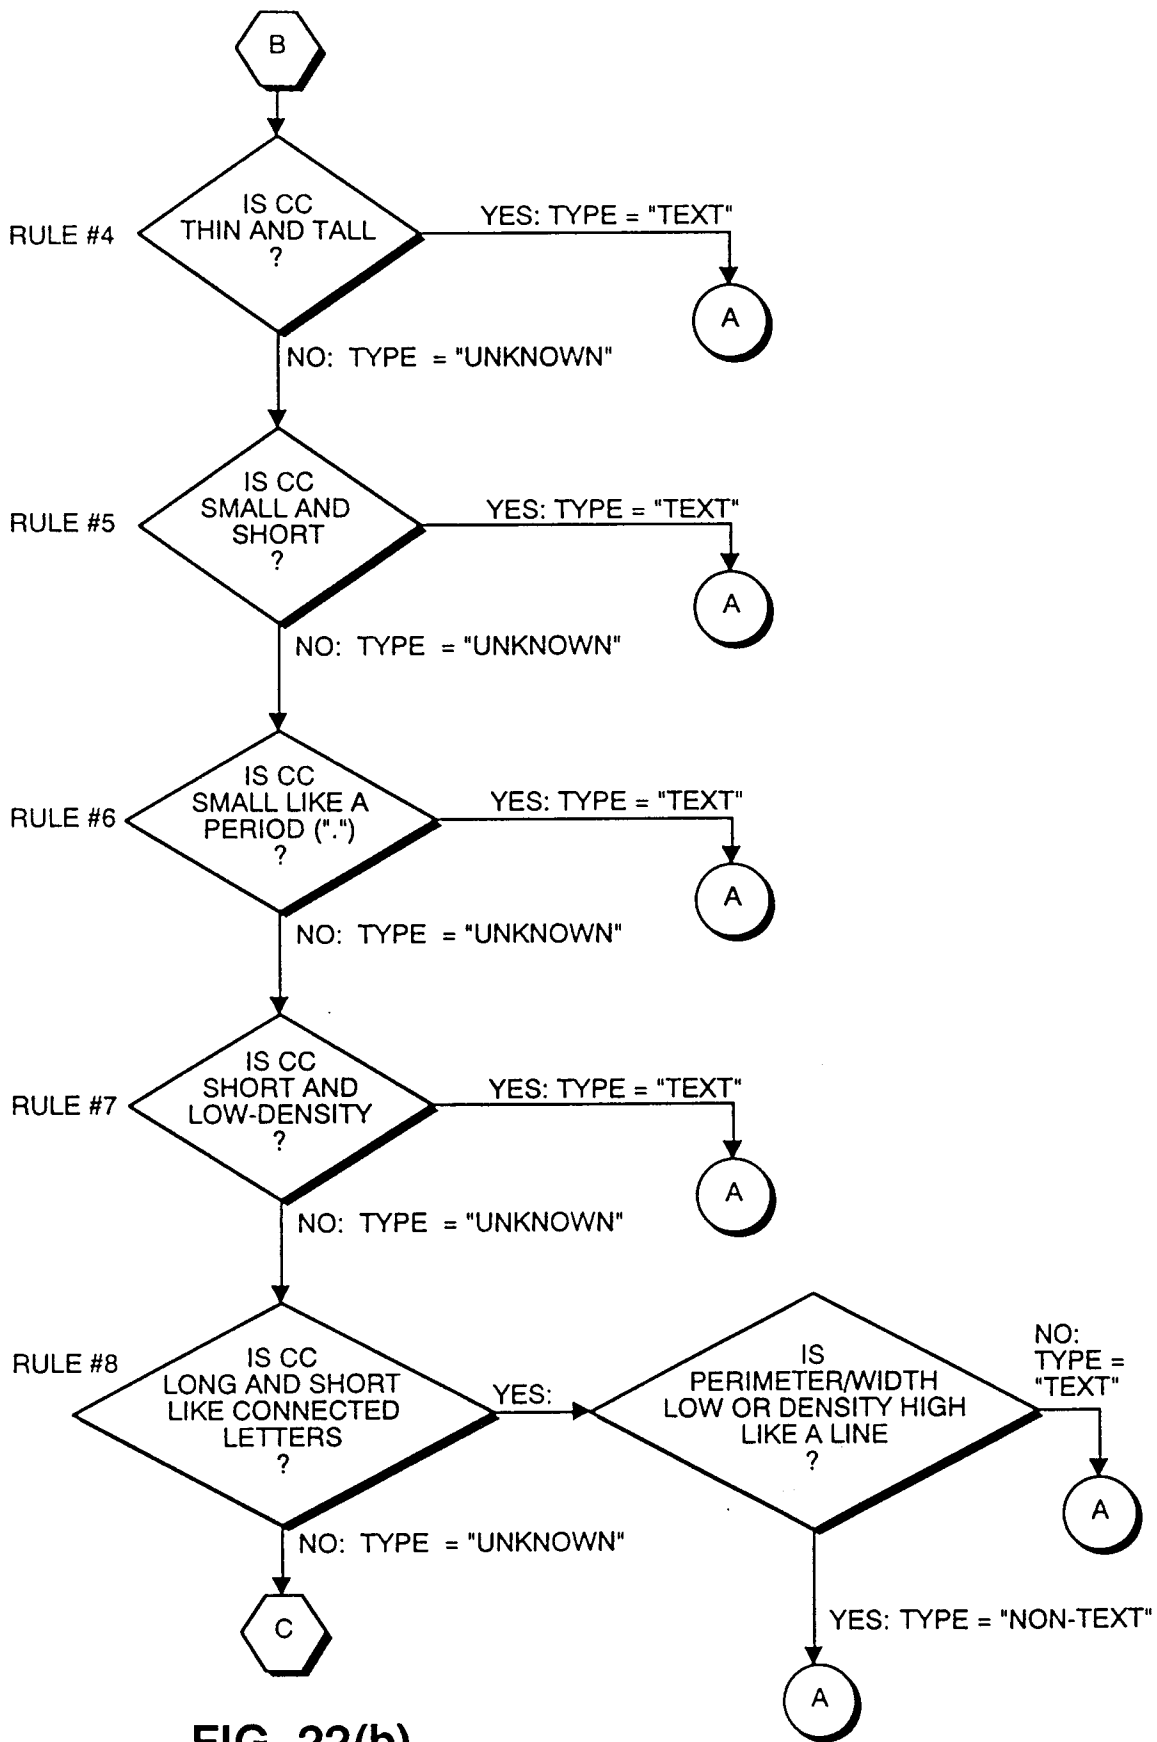 B
RULE #4
IS CC
THIN AND TALL
?
YES: TYPE = "TEXT"
A
NO: TYPE = "UNKNOWN"
RULE #5
IS CC
SMALL AND
SHORT
?
YES: TYPE = "TEXT"
A
NO: TYPE = "UNKNOWN"
RULE #6
IS CC
SMALL LIKE A
PERIOD (".")
?
YES: TYPE = "TEXT"
A
NO: TYPE = "UNKNOWN"
RULE #7
IS CC
SHORT AND
LOW-DENSITY
?
YES: TYPE = "TEXT"
A
NO: TYPE = "UNKNOWN"
RULE #8
IS CC
LONG AND SHORT
LIKE CONNECTED
LETTERS
?
YES:
IS
PERIMETER/WIDTH
LOW OR DENSITY HIGH
LIKE A LINE
?
NO:
TYPE =
"TEXT"
A
NO: TYPE = "UNKNOWN"
C
YES: TYPE = "NON-TEXT"
A
FIG. 22(b)